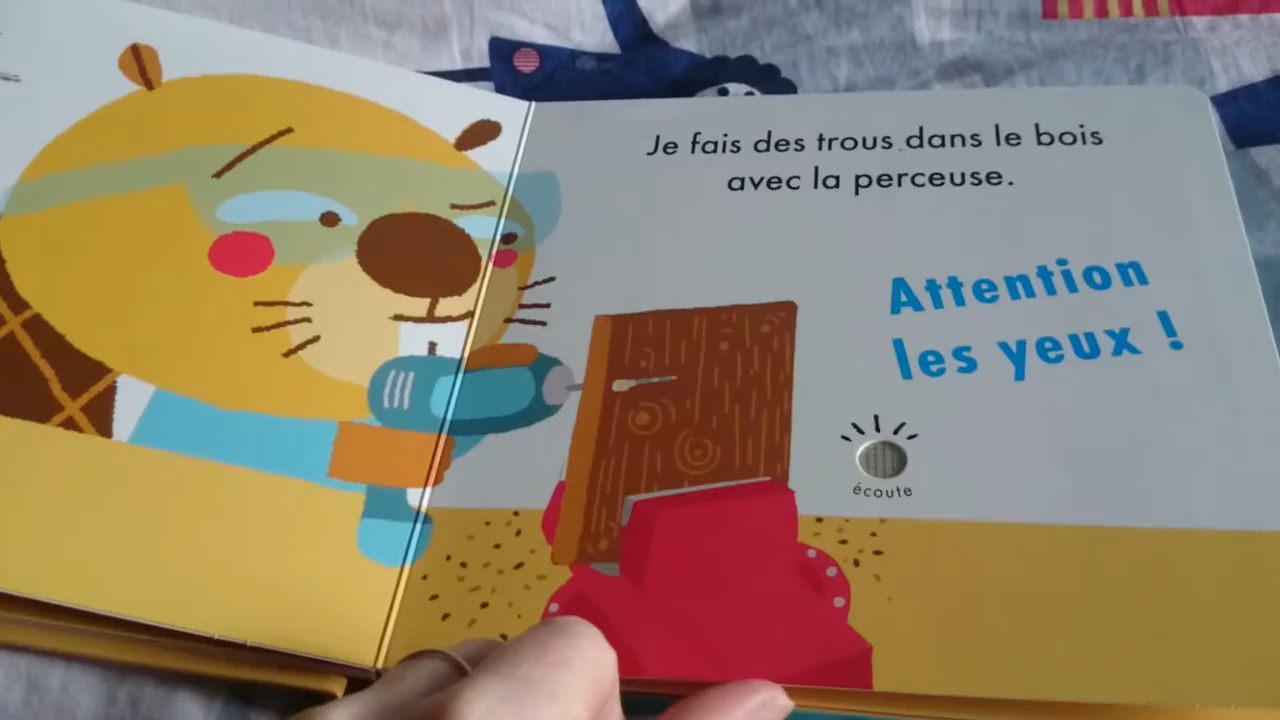 Je fais des trous dans le bois
avec la perceuse.
Attention
les yeux !
écoute